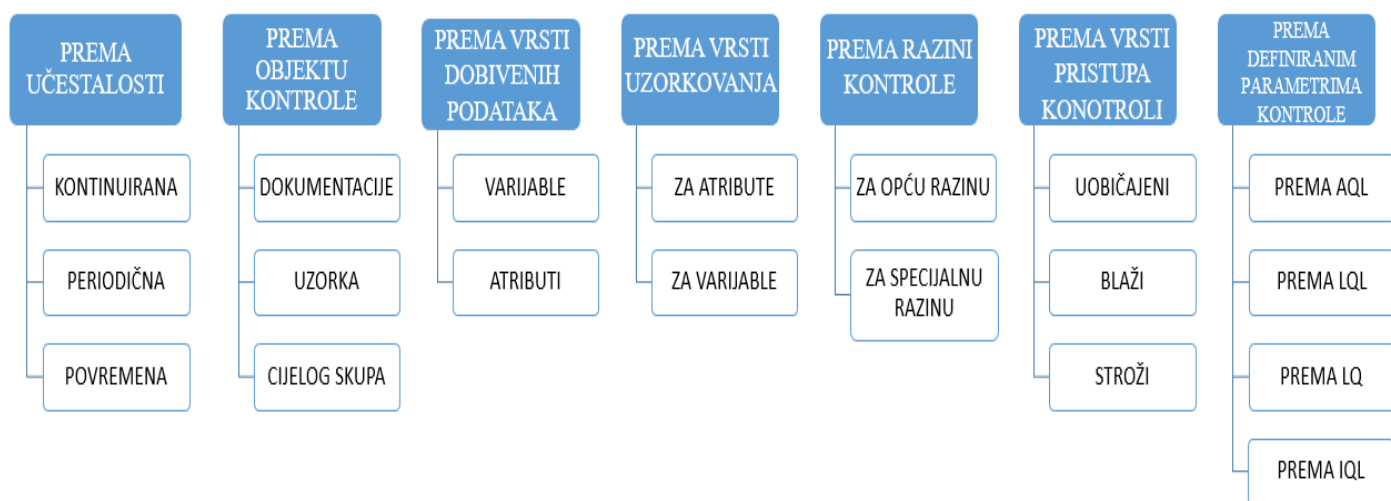 PREMA
UČESTALOSTI
KONTINUIRANA
PERIODIČNA
POVREMENA
PREMA
OBJEKTU
KONTROLE
DOKUMENTACIJE
UZORKA
CIJELOG SKUPA
PREMA VRSTI
DOBIVENIH
PODATAKA
VARIJABLE
ATRIBUTI
PREMA VRSTI
UZORKOVANJA
ZA ATRIBUTE
ZA VARIJABLE
PREMA RAZINI
KONTROLE
ZA OPĆU RAZINU
ZA SPECIJALNU
RAZINU
PREMA VRSTI
PRISTUPA
KONOTROLI
UOBIČAJENI
BLAŽI
STROŽI
PREMA
DEFINIRANIM
PARAMETRIMA
KONTROLE
PREMA AQL
PREMA LQL
PREMA LQ
PREMA IQL